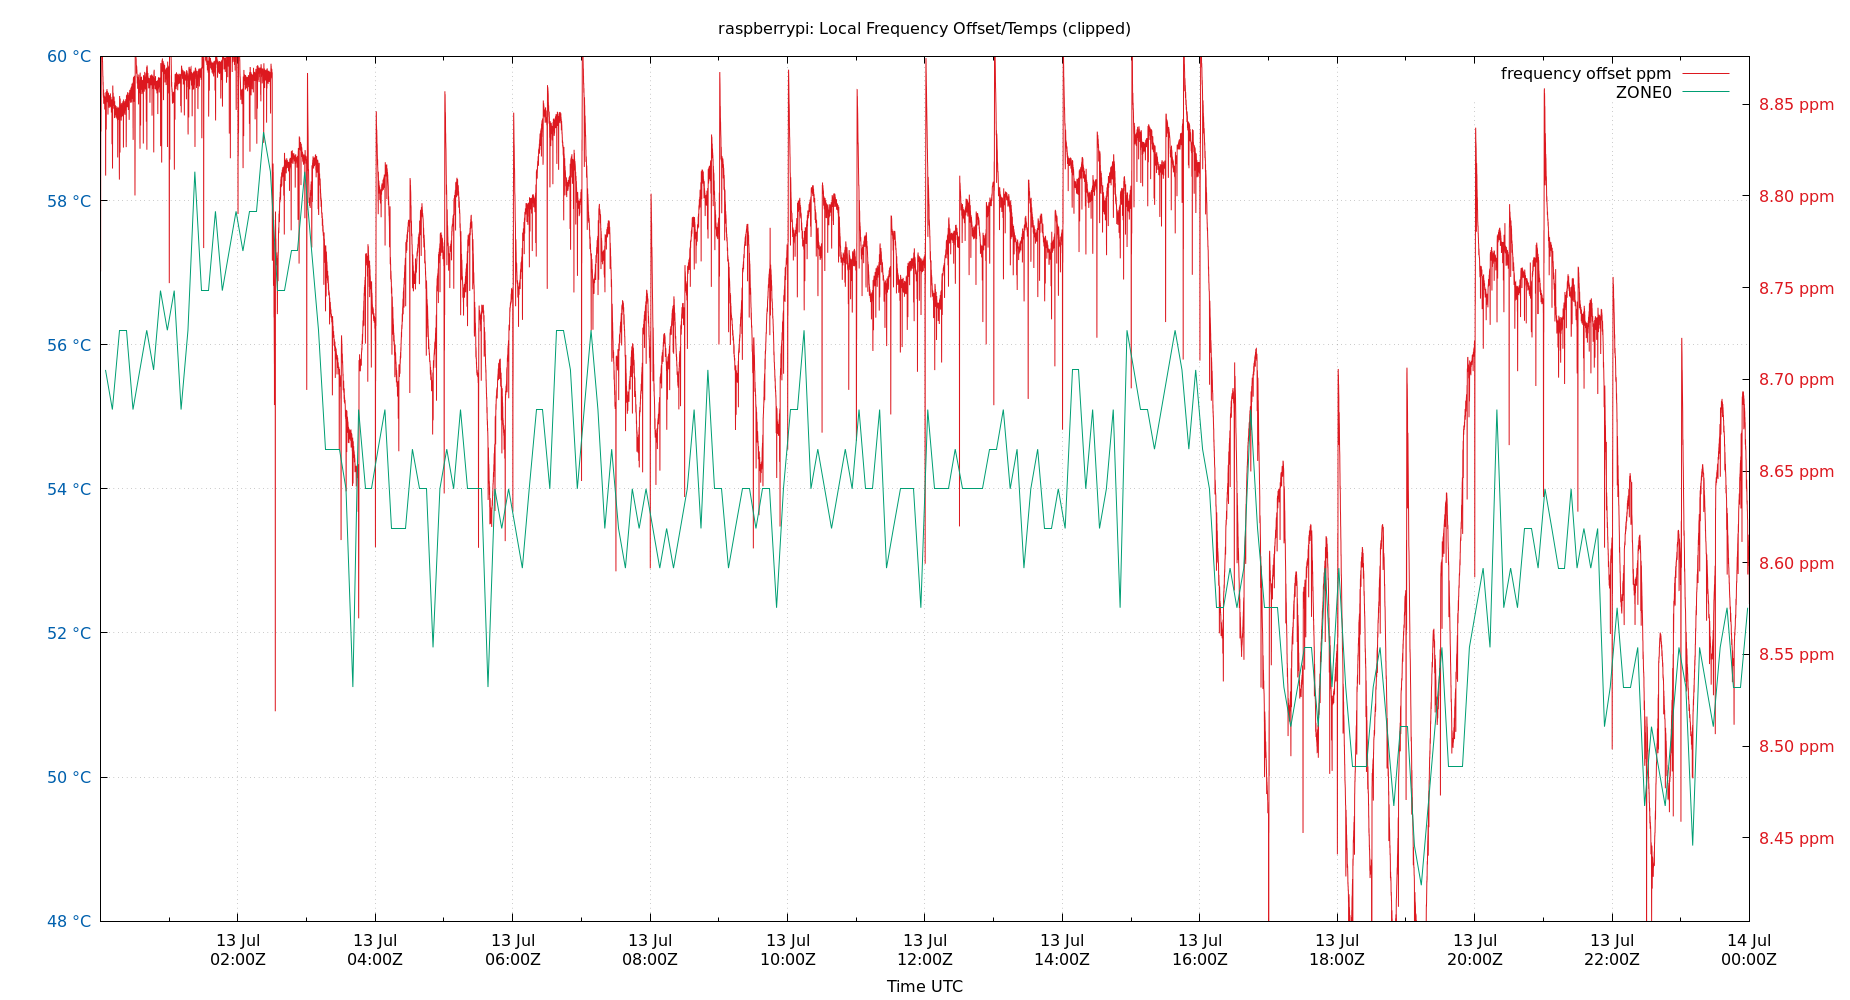 raspberrypi: Local Frequency Offset/Temps (clipped)
frequency offset ppm
ZONE0
60 °C
58 °C
56 °C
54 °C
52 °C
50 °C
48 °C
8.85 ppm
8.80 ppm
8.75 ppm
8.70 ppm
8.65 ppm
8.60 ppm
8.55 ppm
8.50 ppm
8.45 ppm
13 Jul 13 Jul 13 Jul 13 Jul 13 Jul 13 Jul 13 Jul 13 Jul 13 Jul 13 Jul 13 Jul 14 Jul
02:00Z 04:00Z 06:00Z 08:00Z 10:00Z 12:00Z 14:00Z 16:00Z 18:00Z 20:00Z 22:00Z 00:00Z
Time UTC